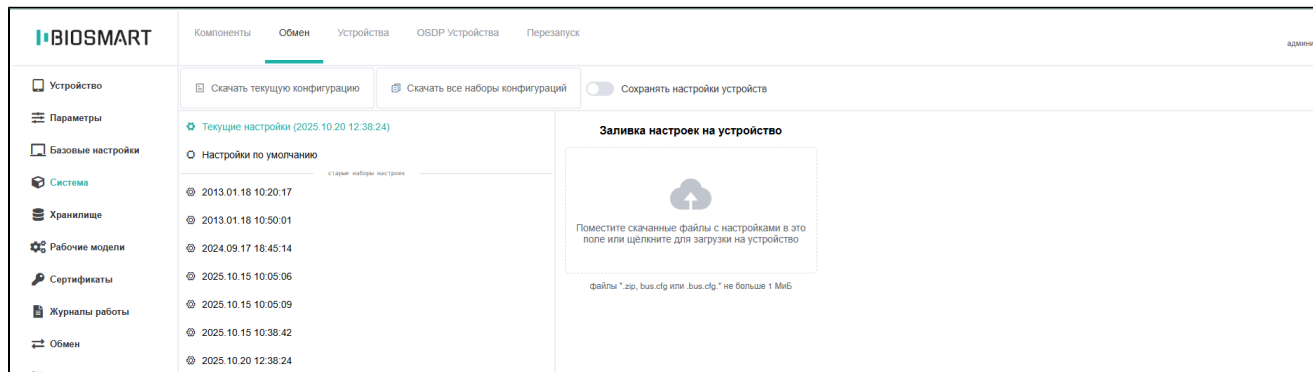 BIOSMART
Компоненты Обмен Устройства OSDP Устройства Перезапуск
админи
Устройство
Параметры
Базовые настройки
Система
Хранилище
Рабочие модели
Сертификаты
Журналы работы
Обмен
Скачать текущую конфигурацию Скачать все наборы конфигураций Сохранять настройки устройств
Текущие настройки (2025.10.20 12:38:24)
Настройки по умолчанию
старые наборы настроек
2013.01.18 10:20:17
2013.01.18 10:50:01
2024.09.17 18:45:14
2025.10.15 10:05:06
2025.10.15 10:05:09
2025.10.15 10:38:42
2025.10.20 12:38:24
Заливка настроек на устройство
Поместите скачанные файлы с настройками в это
поле или щёлкните для загрузки на устройство
файлы *.zip, bus.cfg или .bus.cfg.* не больше 1 МиБ